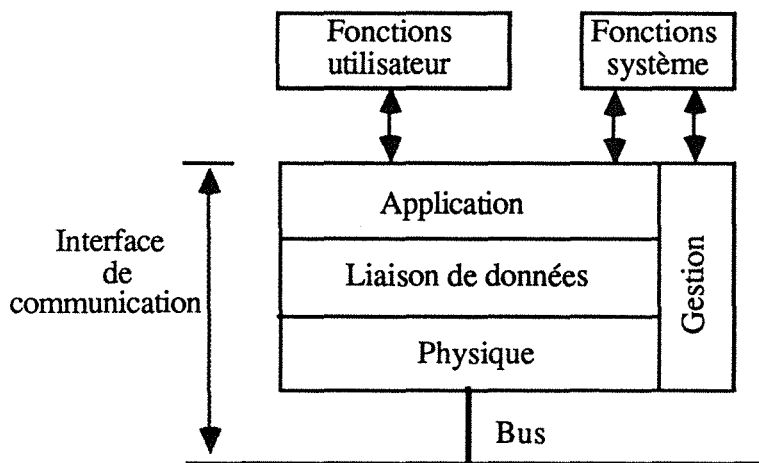 Fonctions
utilisateur
Fonctions
système
Application
Liaison de données
Physique
Gestion
Interface
de
communication
Bus